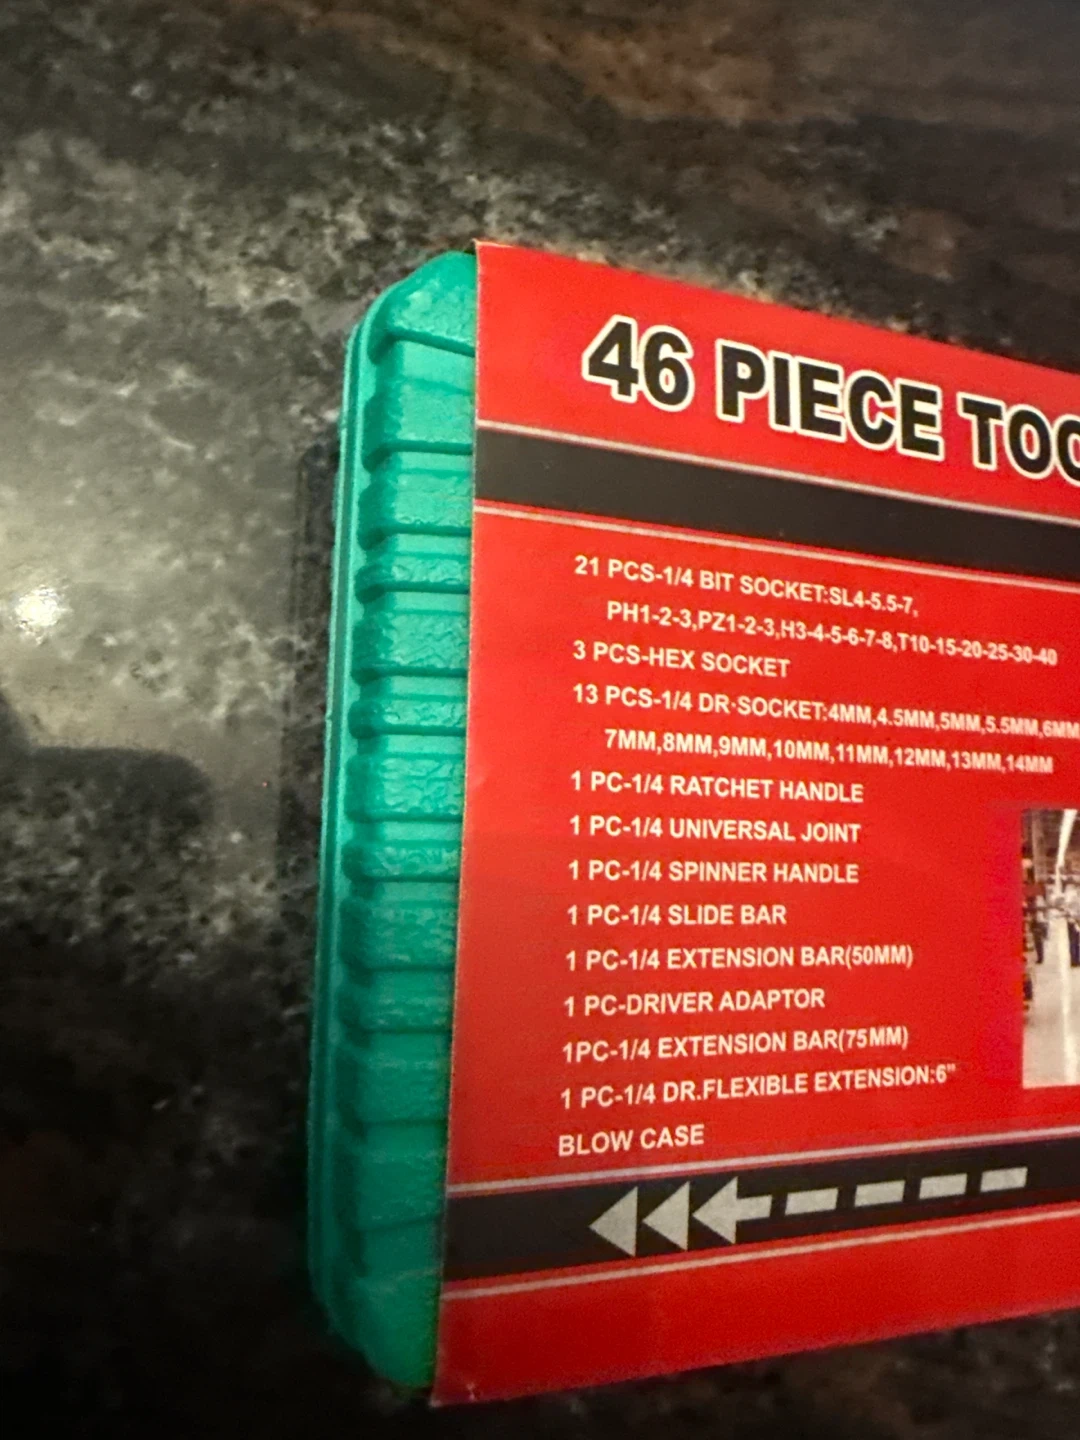 46 PIECE TOO
21 PCS-1/4 BIT SOCKET:SL4-5.5-7,
PH1-2-3,PZ1-2-3,H3-4-5-6-7-8,T10-15-20-25-30-40
3 PCS-HEX SOCKET
13 PCS-1/4 DR·SOCKET:4MM,4.5MM,5MM,5.5MM,6MM
7MM,8MM,9MM,10MM,11MM,12MM,13MM,14MM
1 PC-1/4 RATCHET HANDLE
1 PC-1/4 UNIVERSAL JOINT
1 PC-1/4 SPINNER HANDLE
1 PC-1/4 SLIDE BAR
1 PC-1/4 EXTENSION BAR(50MM)
1 PC-DRIVER ADAPTOR
1PC-1/4 EXTENSION BAR(75MM)
1 PC-1/4 DR.FLEXIBLE EXTENSION:6"
BLOW CASE